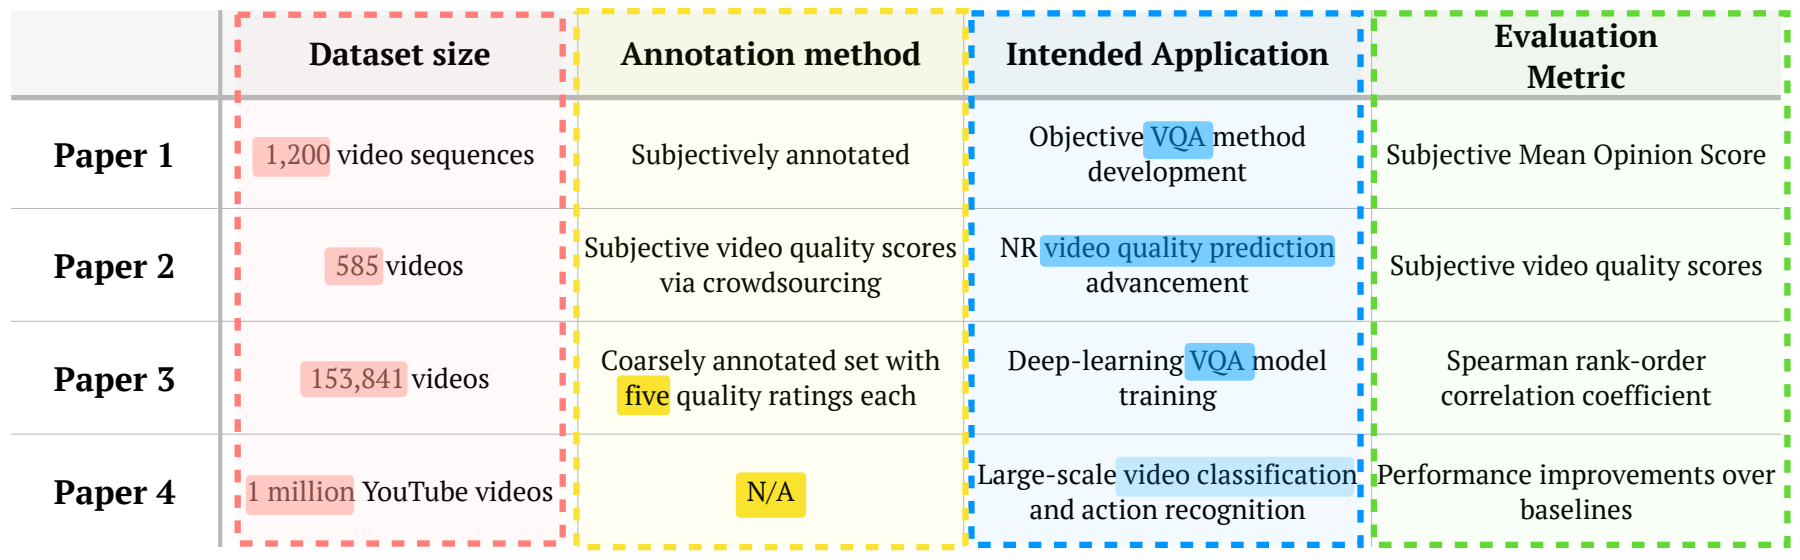 Dataset size
Annotation method
Intended Application
Evaluation
Metric
Paper 1
1,200 video sequences
Subjectively annotated
Objective VQA method
development
Subjective Mean Opinion Score
Paper 2
585 videos
Subjective video quality scores
via crowdsourcing
NR video quality prediction
advancement
Subjective video quality scores
Paper 3
153,841 videos
Coarsely annotated set with
five quality ratings each
Deep-learning VQA model
training
Spearman rank-order
correlation coefficient
Paper 4
1 million YouTube videos
N/A
Large-scale video classification
and action recognition
Performance improvements over
baselines